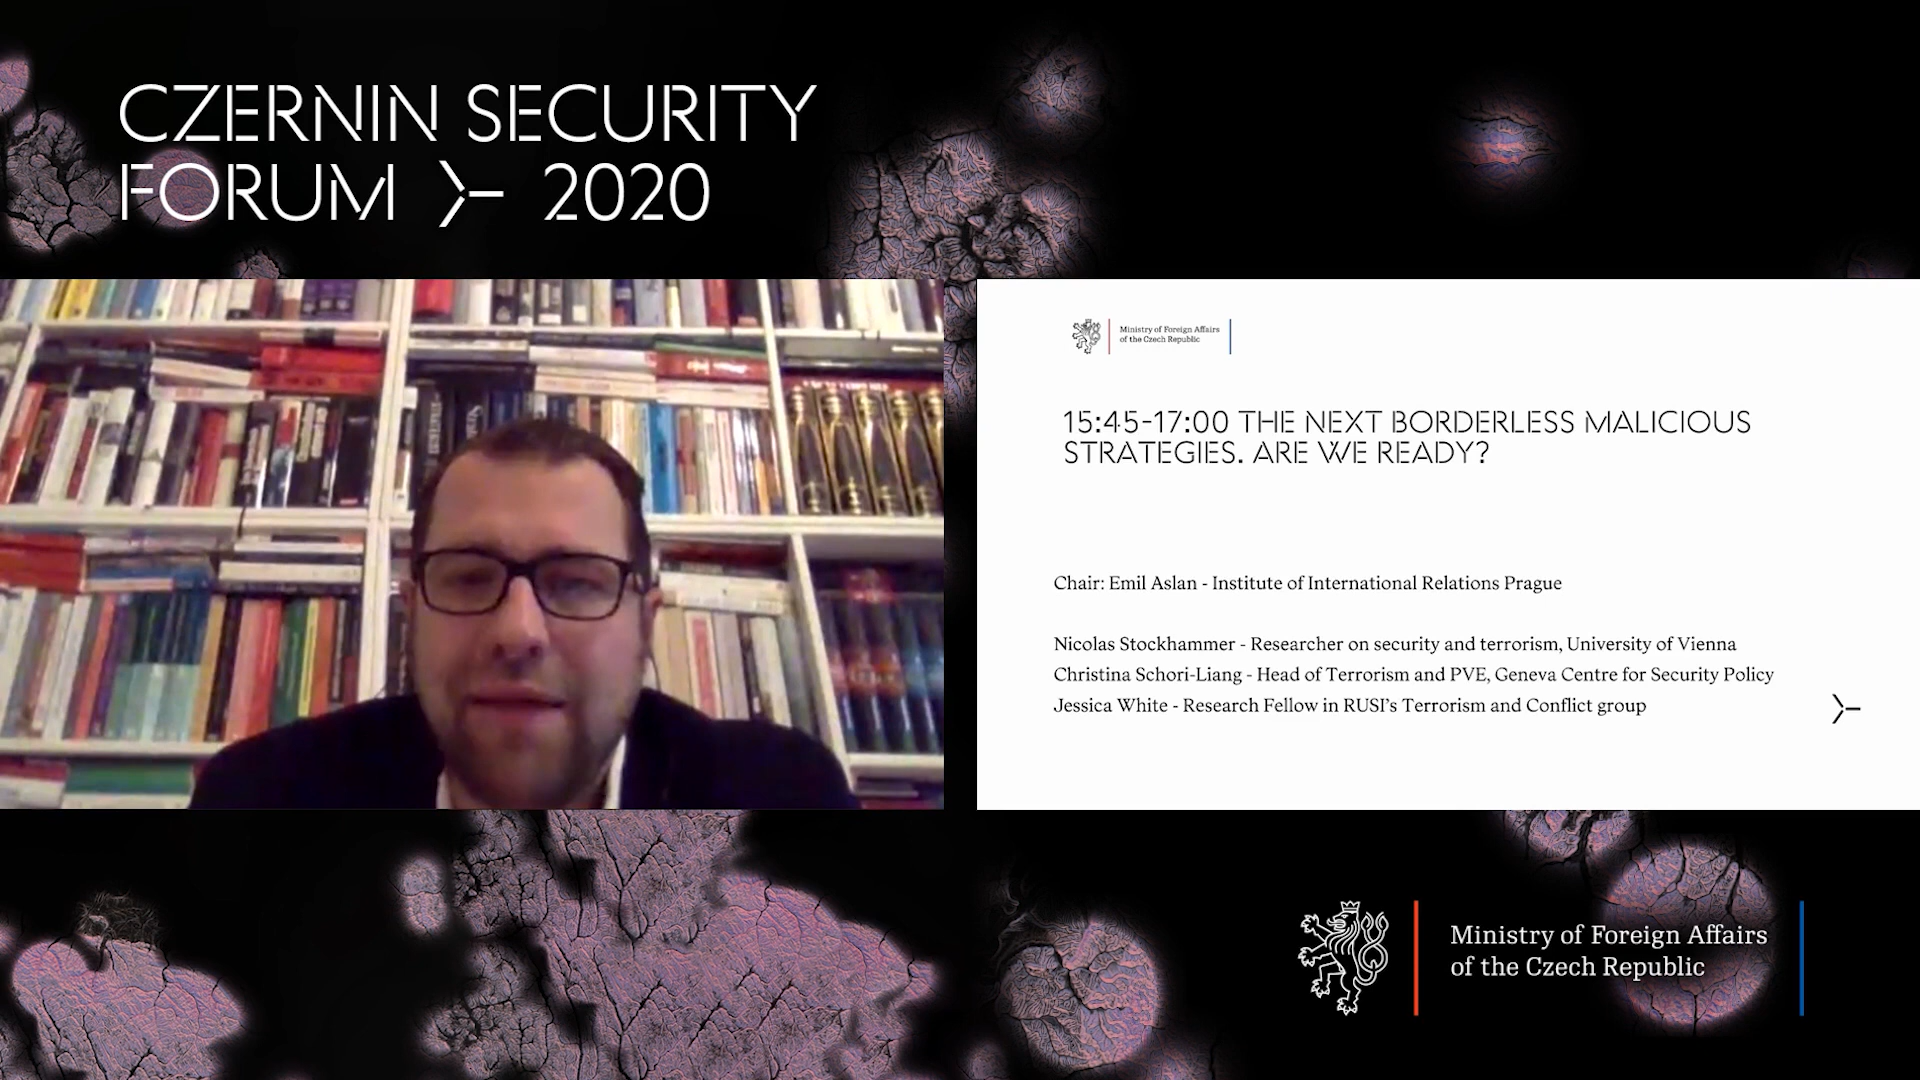 CZERNIN SECURITY
FORUM >- 2020
Ministry of Foreign Affairs
of the Czech Republic
15:45-17:00 THE NEXT BORDERLESS MALICIOUS
STRATEGIES. ARE WE READY?
Chair: Emil Aslan - Institute of International Relations Prague
Nicolas Stockhammer - Researcher on security and terrorism, University of Vienna
Christina Schori-Liang - Head of Terrorism and PVE, Geneva Centre for Security Policy
Jessica White - Research Fellow in RUSI's Terrorism and Conflict group
Ministry of Foreign Affairs
of the Czech Republic